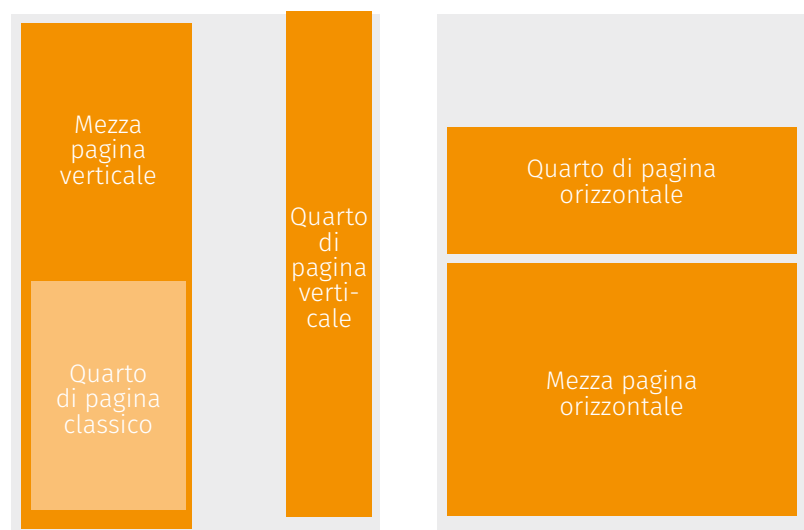 Mezza
pagina
verticale
Quarto
di pagina
classico
Quarto
di
pagina
verti-
cale
Quarto di pagina
orizzontale
Mezza pagina
orizzontale